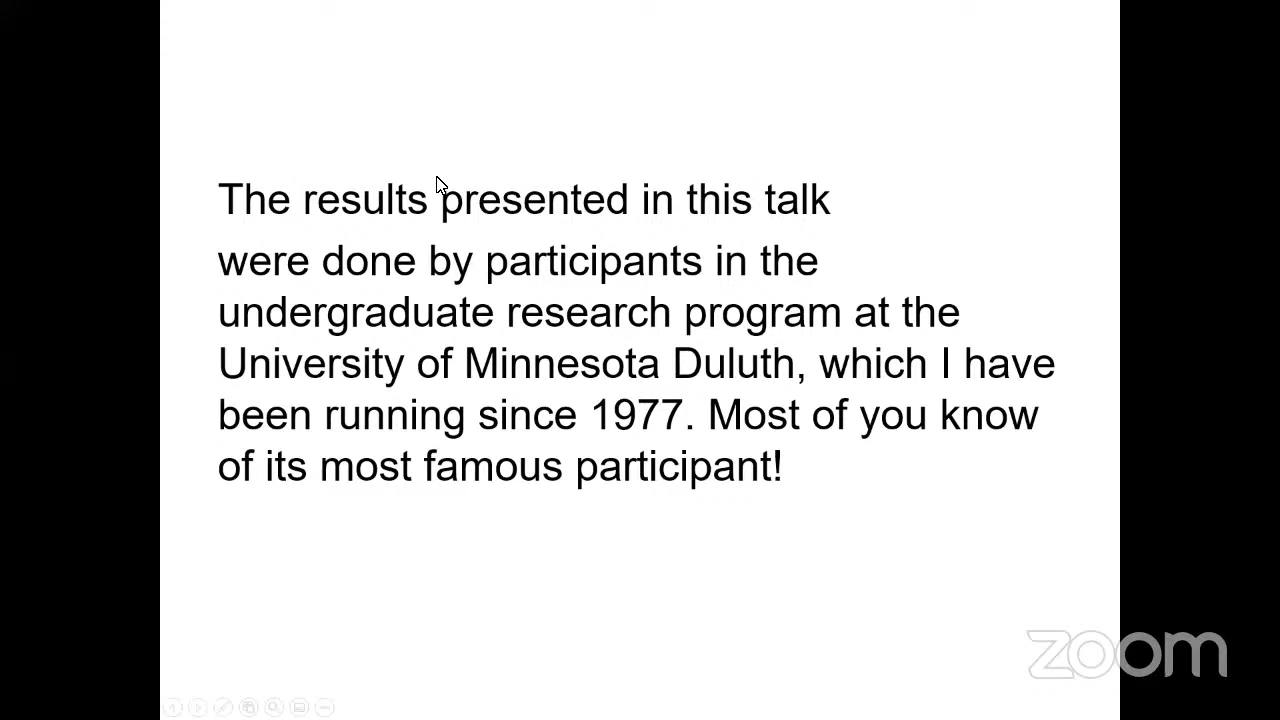 The results presented in this talk
were done by participants in the
undergraduate research program at the
University of Minnesota Duluth, which I have
been running since 1977. Most of you know
of its most famous participant!
zoom